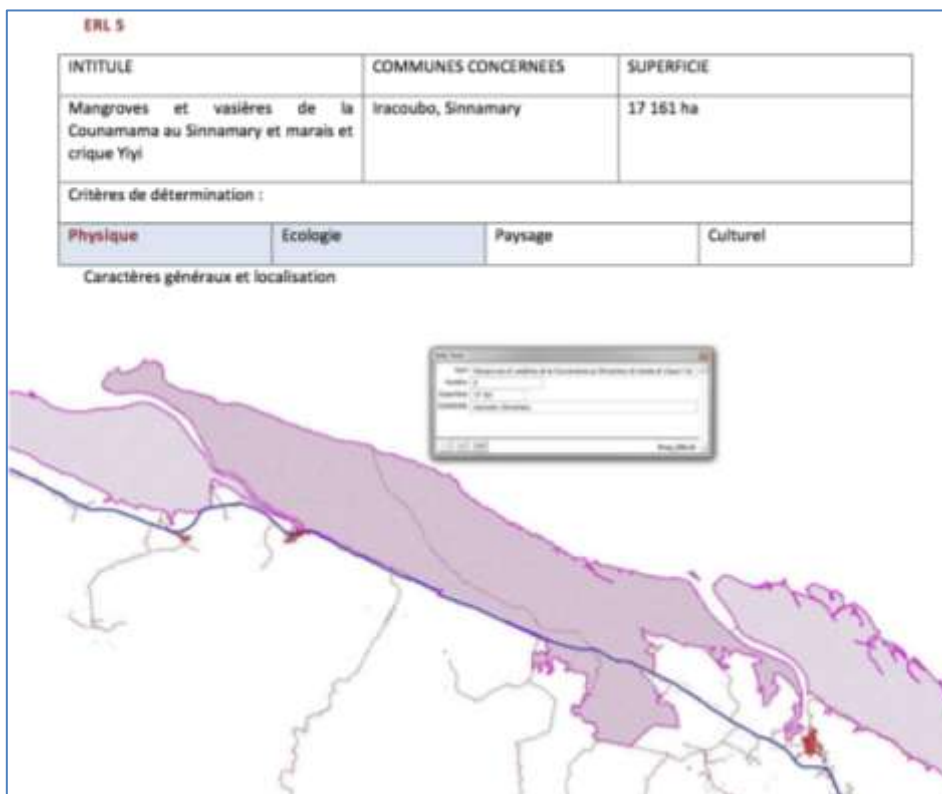 ERL 5
INTITULE
COMMUNES CONCERNEES
SUPERFICIE
Mangroves et vasières de la
Counamama au Sinnamary et marais et
crique Yiyi
Iracoubo, Sinnamary
17 161 ha
Critères de détermination :
Physique
Ecologie
Paysage
Culturel
Caractères généraux et localisation